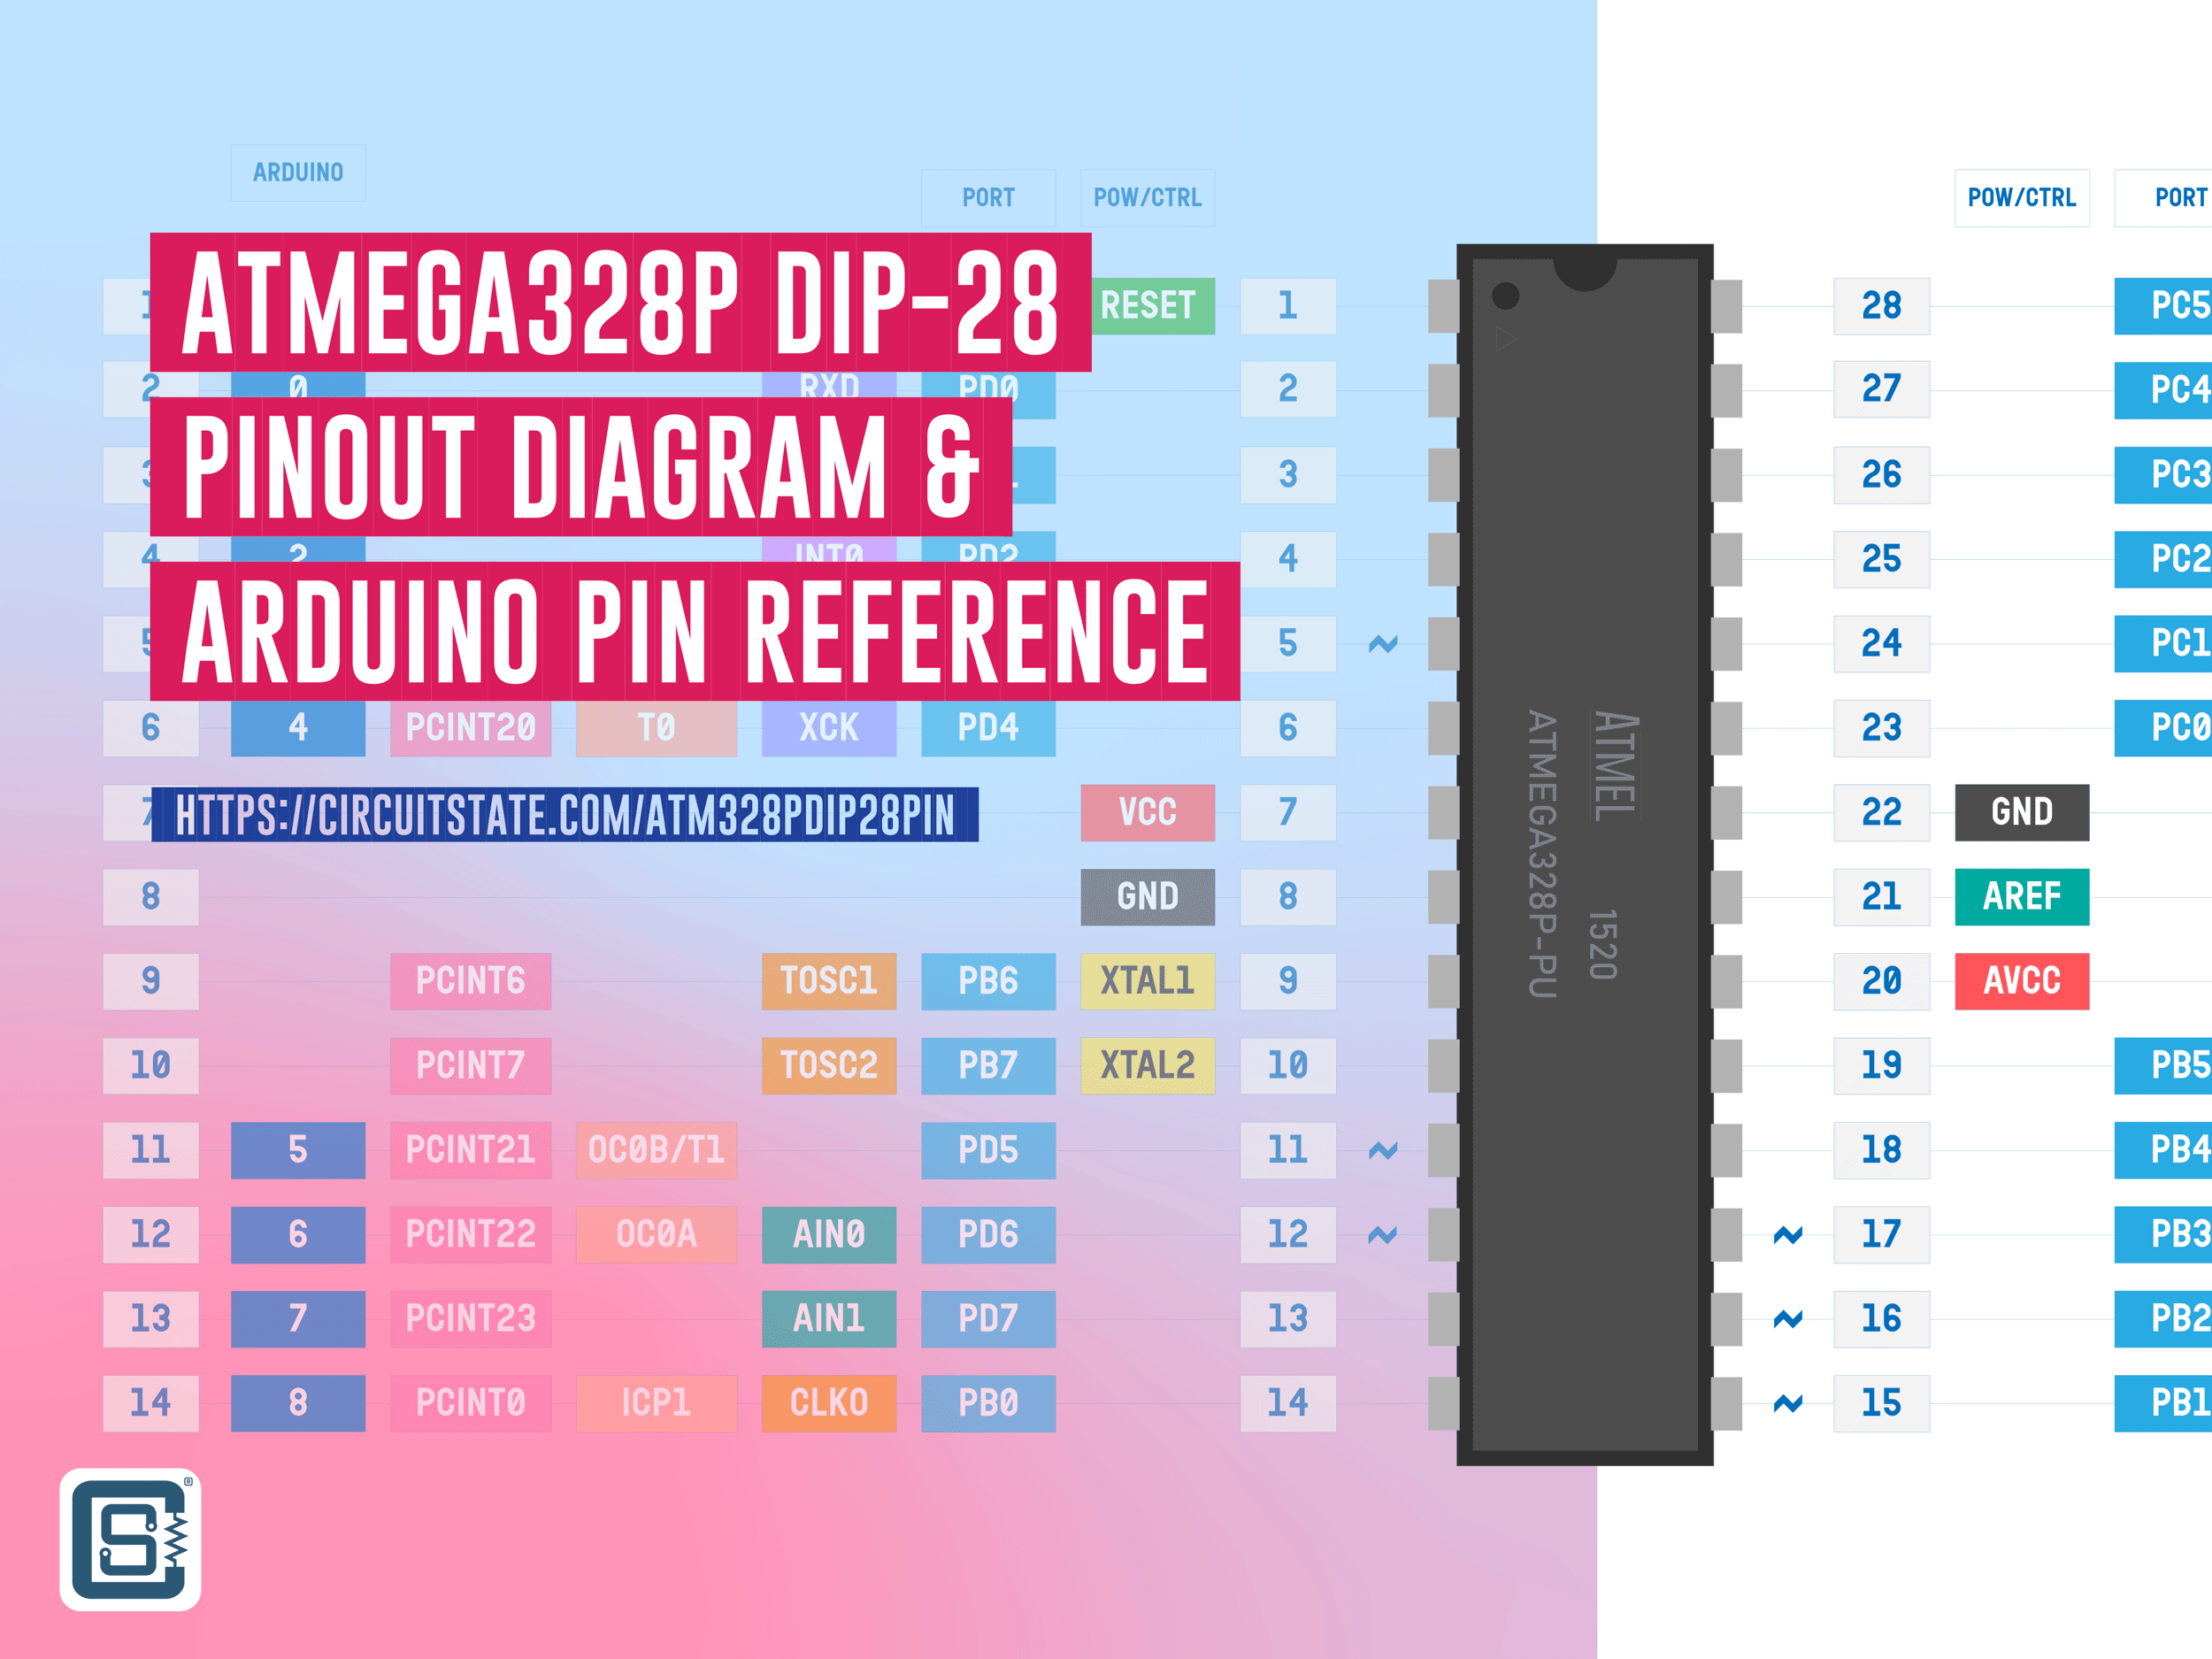 ARDUINO PORT POW/CTRL POW/CTRL PORT
ATMEGA328P DIP-28
PINOUT DIAGRAM &
ARDUINO PIN REFERENCE
HTTPS://CIRCUITSTATE.COM/ATM328PDIP28PIN
RESET 1 28 PC5
2 0 RXD PD0 2 27 PC4
3 26 PC3
4 2 INT0 PD2 4 25 PC2
5 5 ~ 24 PC1
6 4 PCINT20 T0 XCK PD4 6 23 PC0
7 VCC 7 22 GND
8 GND 8 21 AREF
9 PCINT6 TOSC1 PB6 XTAL1 9 20 AVCC
10 PCINT7 TOSC2 PB7 XTAL2 10 19 PB5
11 5 PCINT21 OC0B/T1 PD5 11 ~ 18 PB4
12 6 PCINT22 OC0A AIN0 PD6 12 ~ ~ 17 PB3
13 7 PCINT23 AIN1 PD7 13 ~ 16 PB2
14 8 PCINT0 ICP1 CLKO PB0 14 ~ 15 PB1
ATMEL 1520
ATMEGA328P-PU